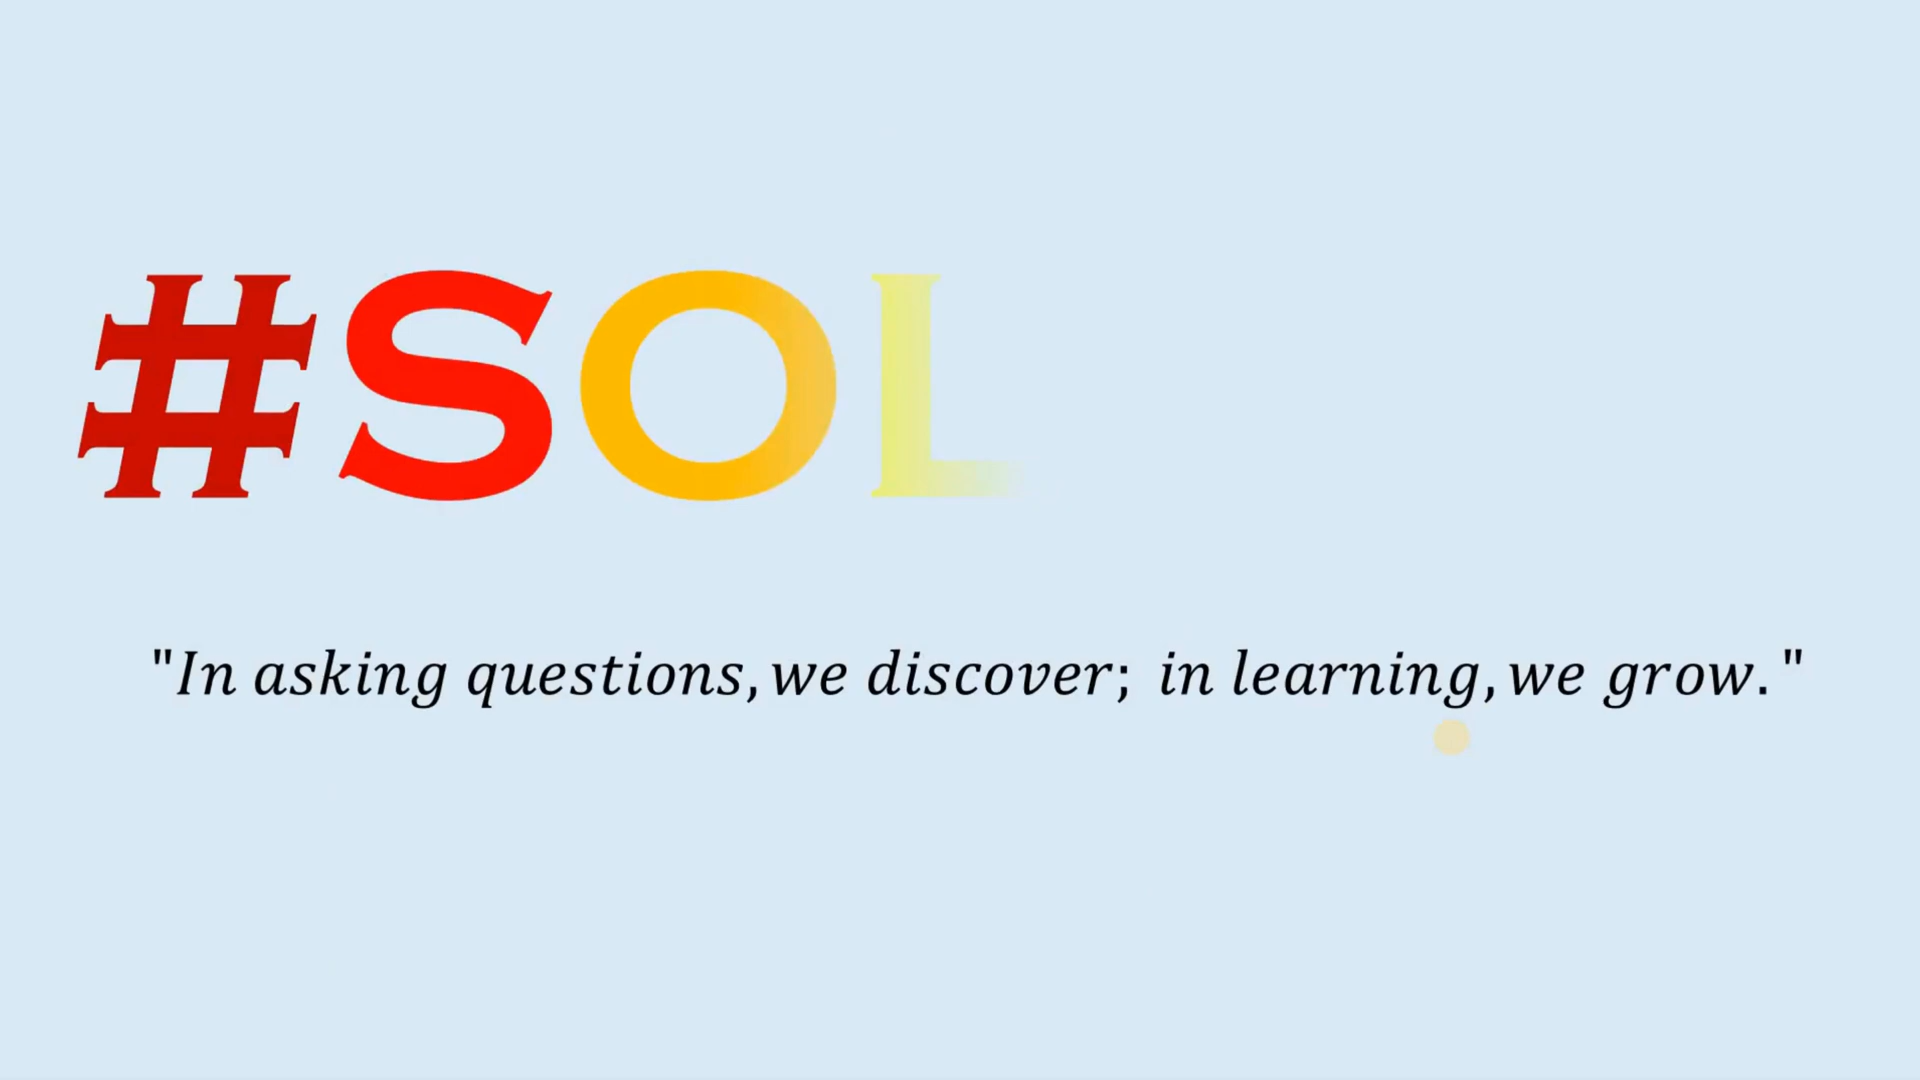 #SOL
"In asking questions, we discover; in learning, we grow."